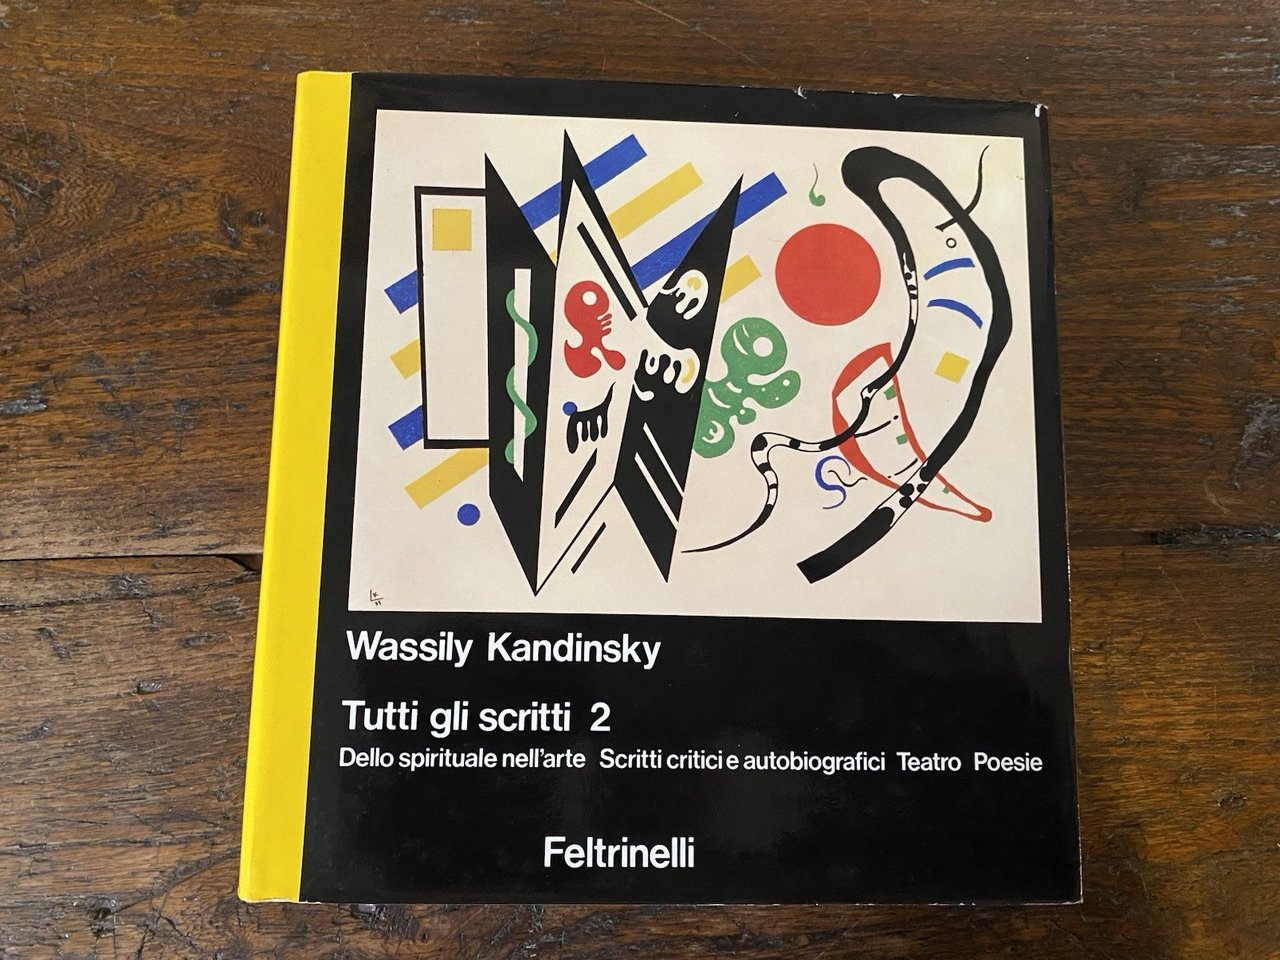 Wassily Kandinsky
Tutti gli scritti 2
Dello spirituale nell'arte Scritti critici e autobiografici Teatro Poesie
Feltrinelli